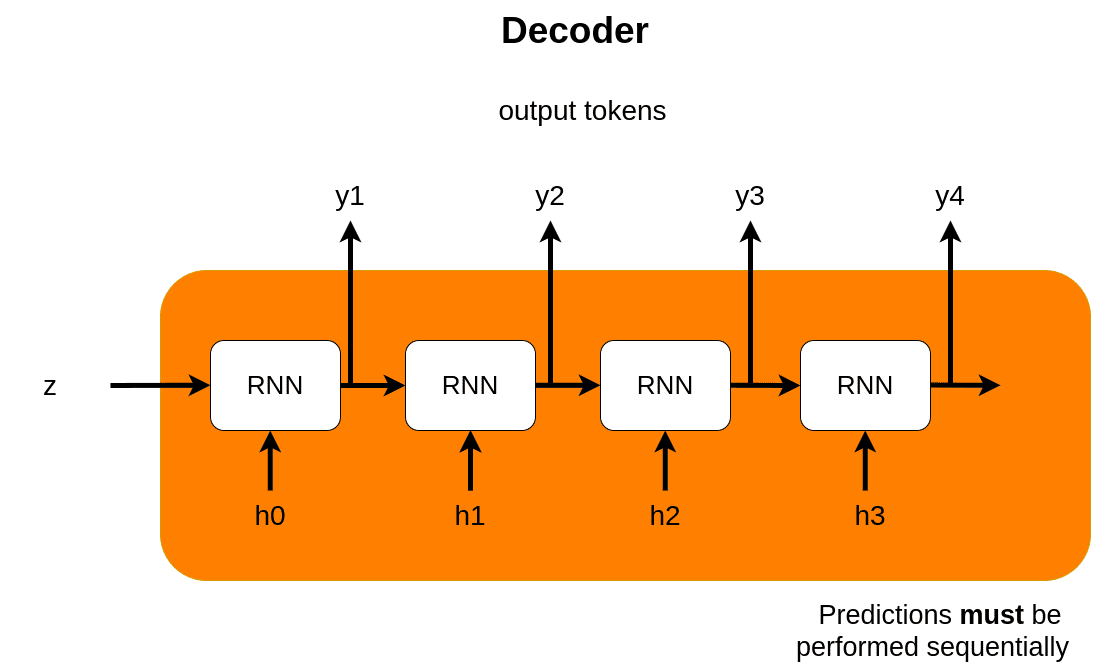 Decoder
output tokens
y1 y2 y3 y4
z RNN RNN RNN RNN
h0 h1 h2 h3
Predictions must be
performed sequentially